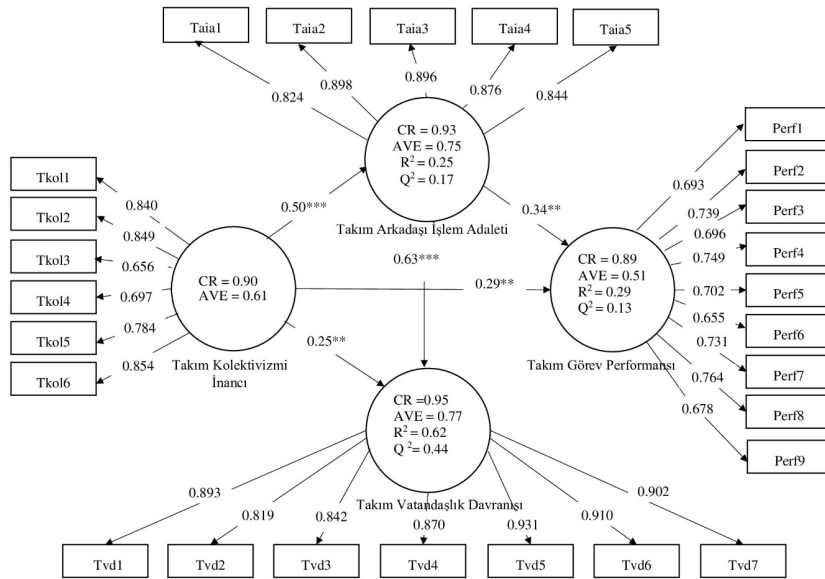 Taia1
Taia2
Taia3
Taia4
Taia5
0.824
0.898
0.896
0.876
0.844
CR = 0.93
AVE = 0.75
R² = 0.25
Q² = 0.17
Takım Arkadaşı İşlem Adaleti
Tkol1
Tkol2
Tkol3
Tkol4
Tkol5
Tkol6
0.840
0.849
0.656
0.697
0.784
0.854
CR = 0.90
AVE = 0.61
Takım Kolektivizmi
İnancı
0.50***
0.34**
0.63***
0.29**
0.25**
CR = 0.89
AVE = 0.51
R² = 0.29
Q² = 0.13
Takım Görev Performansı
0.693
0.739
0.696
0.749
0.702
0.655
0.731
0.764
0.678
Perf1
Perf2
Perf3
Perf4
Perf5
Perf6
Perf7
Perf8
Perf9
CR =0.95
AVE = 0.77
R² = 0.62
Q ² = 0.44
Takım Vatandaşlık Davranışı
0.893
0.819
0.842
0.870
0.931
0.910
0.902
Tvd1
Tvd2
Tvd3
Tvd4
Tvd5
Tvd6
Tvd7